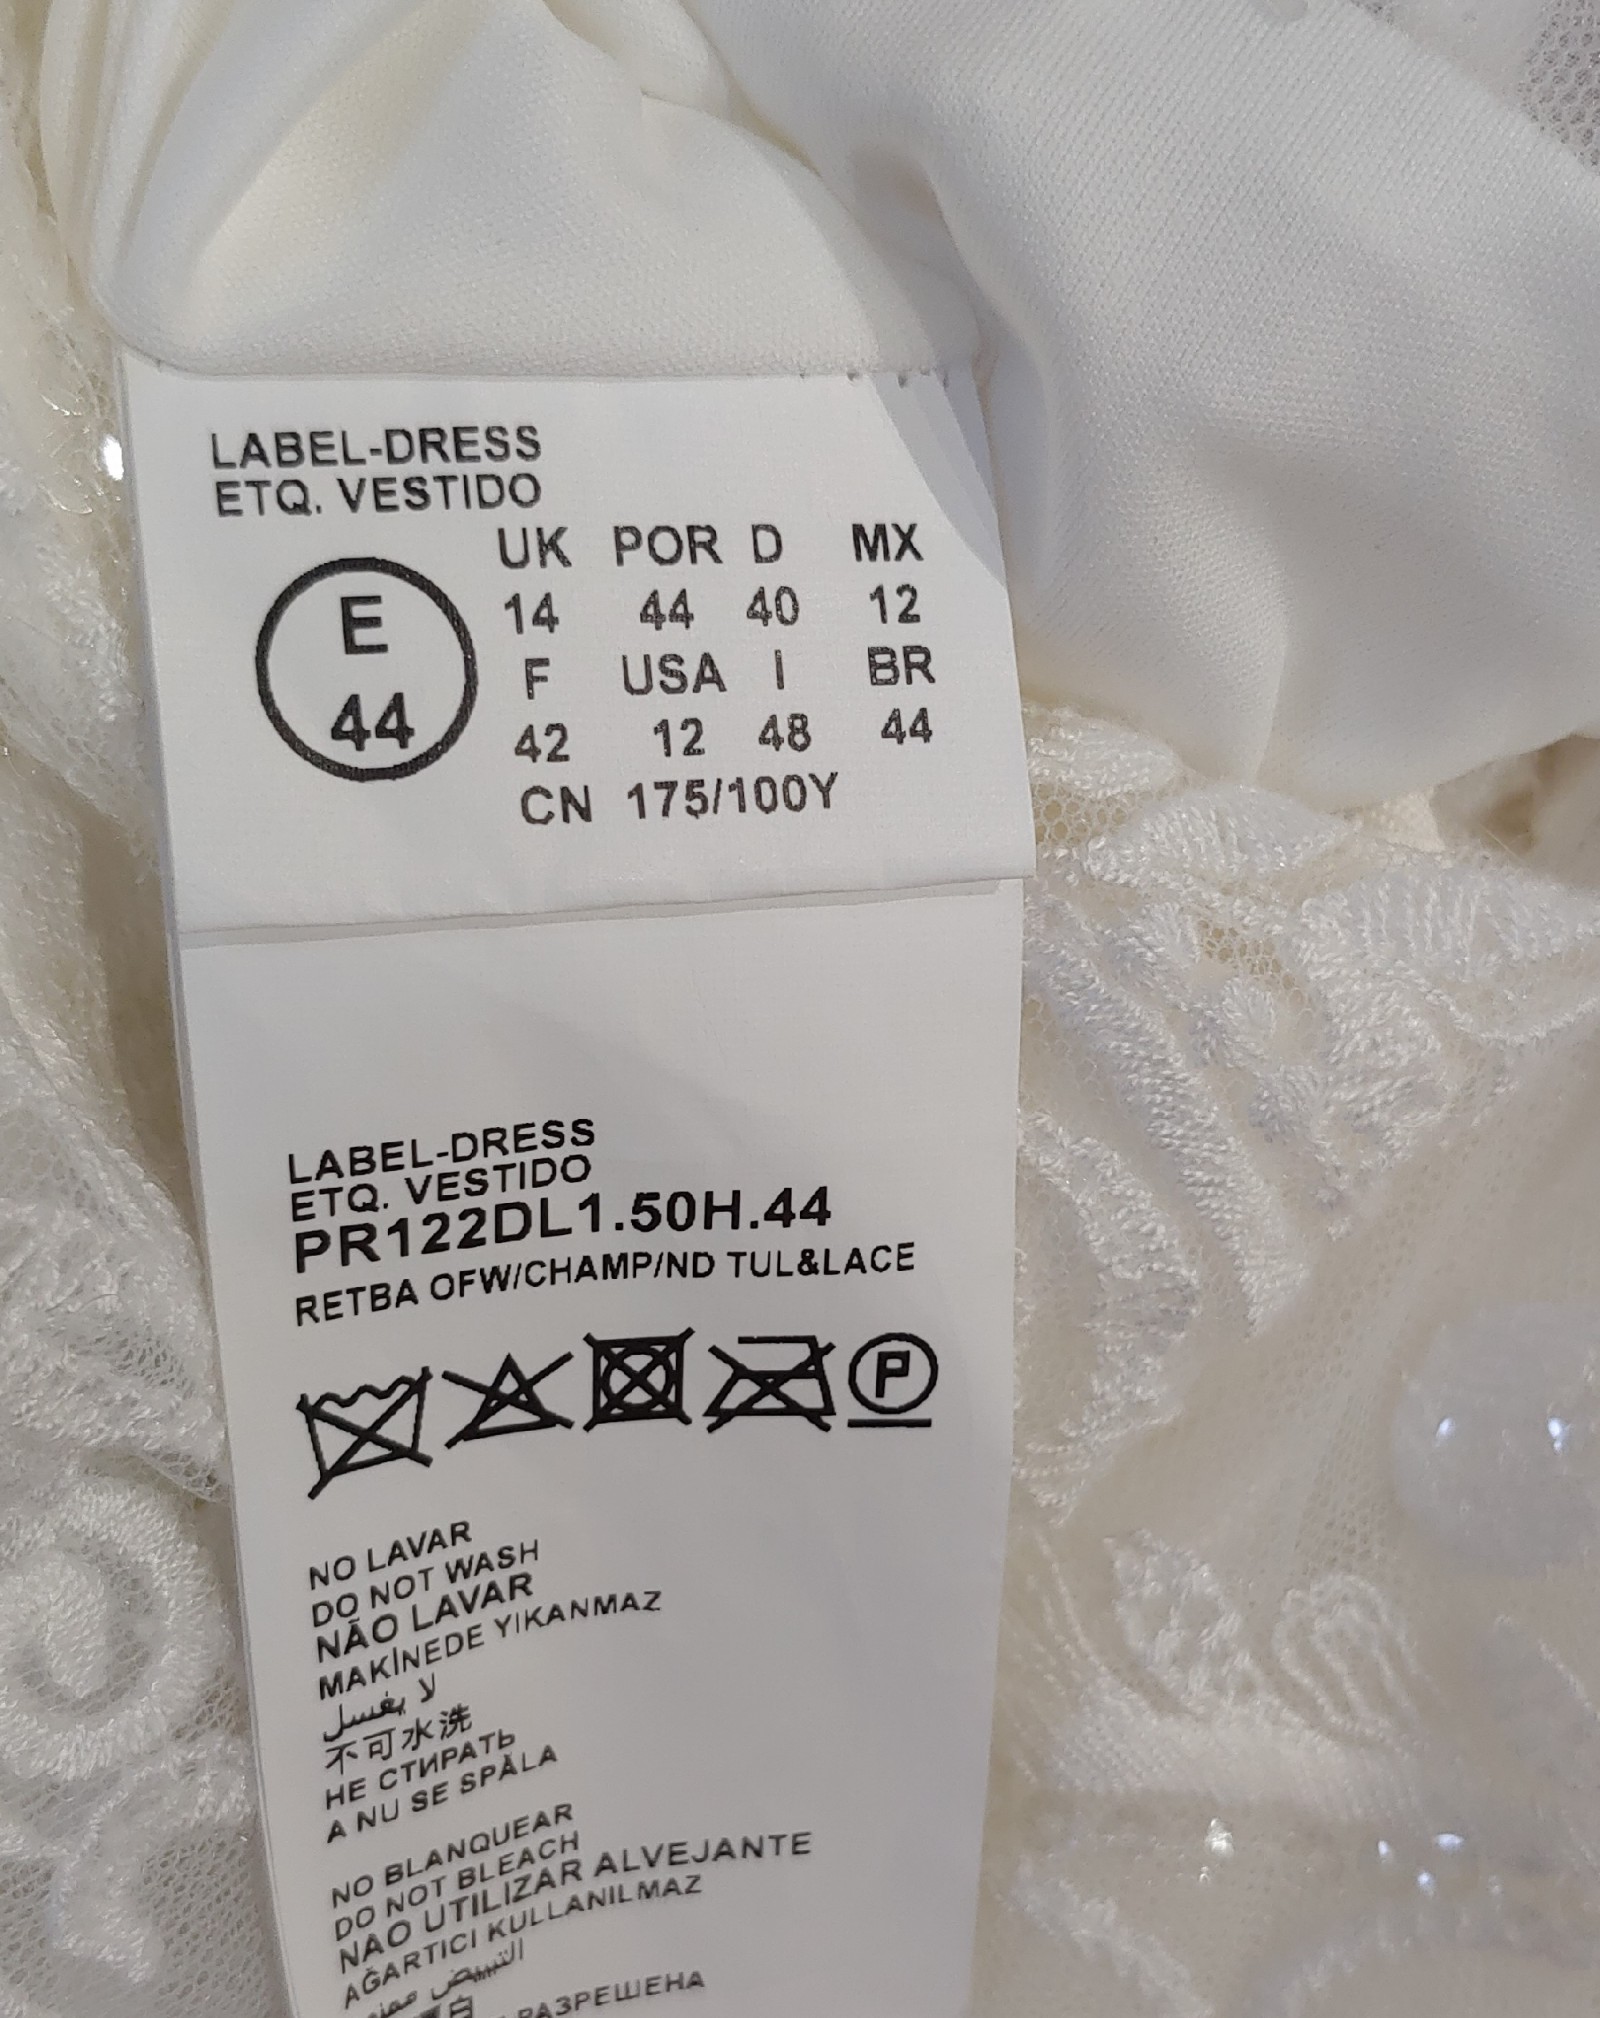 LABEL-DRESS
ETQ. VESTIDO
E
44
UK POR D MX
14 44 40 12
F USA I BR
42 12 48 44
CN 175/100Y
LABEL-DRESS
ETQ. VESTIDO
PR122DL1.50H.44
RETBA OFW/CHAMP/ND TUL&LACE
P
NO LAVAR
DO NOT WASH
NÃO LAVAR
MAKİNEDE YIKANMAZ
لا يغسل
不可水洗
НЕ СТИРАТЬ
A NU SE SPĂLA
NO BLANQUEAR
DO NOT BLEACH
NAO UTILIZAR ALVEJANTE
AĞARTICI KULLANILMAZ
التبييض
РАЗРЕШЕНА